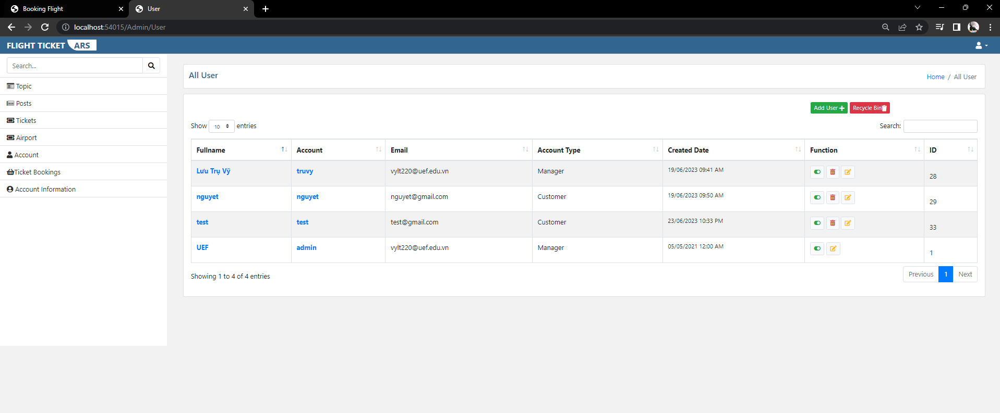 Booking Flight
User
localhost:54015/Admin/User
FLIGHT TICKET ARS
Search...
Topic
Posts
Tickets
Airport
Account
Ticket Bookings
Account Information
All User
Home / All User
Add User Recycle Bin
Show 10 entries Search:
Fullname Account Email Account Type Created Date Function ID
Lưu Trụ Vỹ truvy vylt220@uef.edu.vn Manager 19/06/2023 09:41 AM 28
nguyet nguyet nguyet@gmail.com Customer 19/06/2023 09:50 AM 29
test test test@gmail.com Customer 23/06/2023 10:33 PM 33
UEF admin vylt220@uef.edu.vn Manager 05/05/2021 12:00 AM 1
Showing 1 to 4 of 4 entries Previous 1 Next